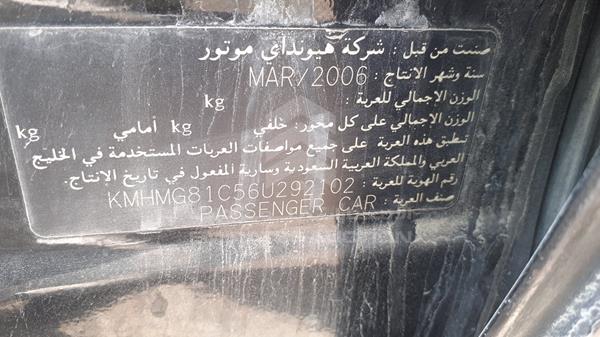 صنعت من قبل : شركة هيونداي موتور
سنة وشهر الانتاج : MAR/2006
الوزن الاجمالي للعربة : kg
الوزن الاجمالي على كل محور: خلفي kg أمامي kg
تنطبق هذه العربة على جميع مواصفات العربات المستخدمة في الخليج
العربي والمملكة العربية السعودية وسارية المفعول في تاريخ الإنتاج.
رقم الهوية للعربة : KMHMG81C56U292102
صنف العربة : PASSENGER CAR